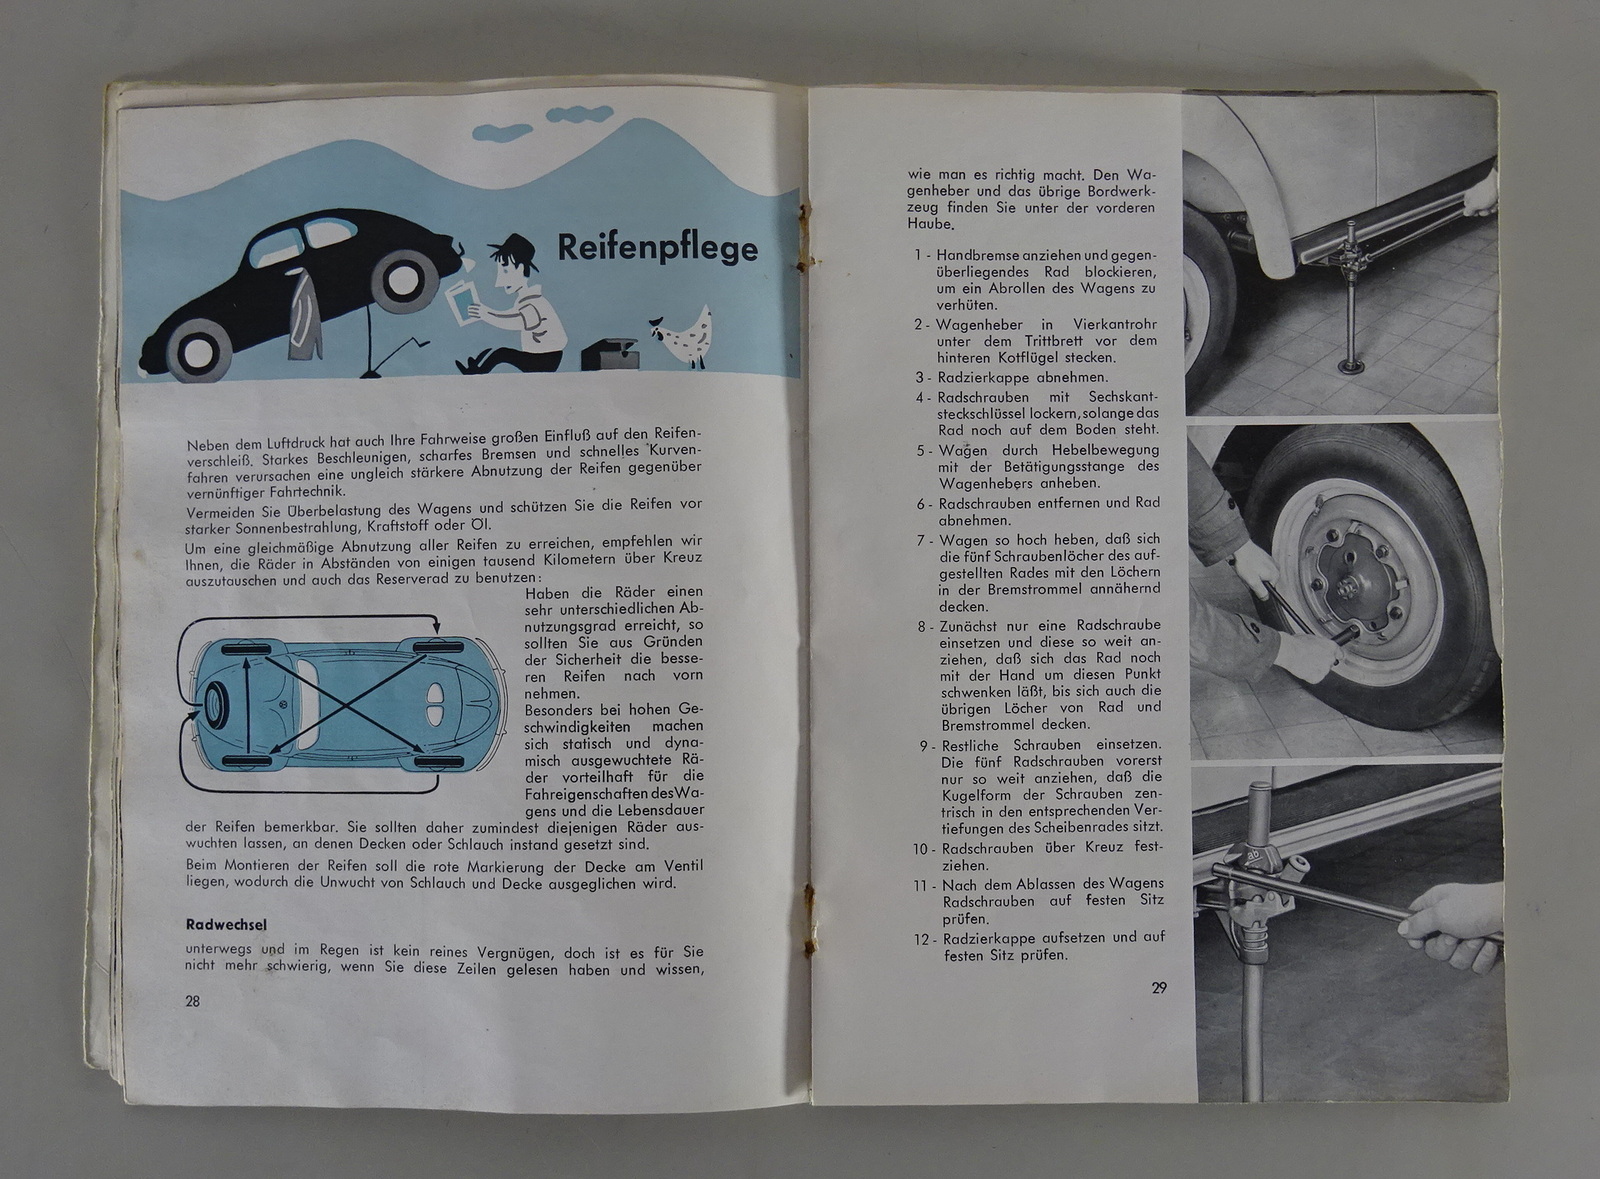 Reifenpflege
Neben dem Luftdruck hat auch Ihre Fahrweise großen Einfluß auf den Reifen-
verschleiß. Starkes Beschleunigen, scharfes Bremsen und schnelles Kurven-
fahren verursachen eine ungleich stärkere Abnutzung der Reifen gegenüber
vernünftiger Fahrtechnik.
Vermeiden Sie Überbelastung des Wagens und schützen Sie die Reifen vor
starker Sonnenbestrahlung, Kraftstoff oder Öl.
Um eine gleichmäßige Abnutzung aller Reifen zu erreichen, empfehlen wir
Ihnen, die Räder in Abständen von einigen tausend Kilometern über Kreuz
auszutauschen und auch das Reserverad zu benutzen:
Haben die Räder einen
sehr unterschiedlichen Ab-
nutzungsgrad erreicht, so
sollten Sie aus Gründen
der Sicherheit die besse-
ren Reifen nach vorn
nehmen.
Besonders bei hohen Ge-
schwindigkeiten machen
sich statisch und dyna-
misch ausgewuchtete Rä-
der vorteilhaft für die
Fahreigenschaften des Wa-
gens und die Lebensdauer
der Reifen bemerkbar. Sie sollten daher zumindest diejenigen Räder aus-
wuchten lassen, an denen Decken oder Schlauch instand gesetzt sind.
Beim Montieren der Reifen soll die rote Markierung der Decke am Ventil
liegen, wodurch die Unwucht von Schlauch und Decke ausgeglichen wird.
Radwechsel
unterwegs und im Regen ist kein reines Vergnügen, doch ist es für Sie
nicht mehr schwierig, wenn Sie diese Zeilen gelesen haben und wissen,
28
wie man es richtig macht. Den Wa-
genheber und das übrige Bordwerk-
zeug finden Sie unter der vorderen
Haube.
1 - Handbremse anziehen und gegen-
überliegendes Rad blockieren,
um ein Abrollen des Wagens zu
verhüten.
2 - Wagenheber in Vierkantrohr
unter dem Trittbrett vor dem
hinteren Kotflügel stecken.
3 - Radzierkappe abnehmen.
4 - Radschrauben mit Sechskant-
steckschlüssel lockern, solange das
Rad noch auf dem Boden steht.
5 - Wagen durch Hebelbewegung
mit der Betätigungsstange des
Wagenhebers anheben.
6 - Radschrauben entfernen und Rad
abnehmen.
7 - Wagen so hoch heben, daß sich
die fünf Schraubenlöcher des auf-
gestellten Rades mit den Löchern
in der Bremstrommel annähernd
decken.
8 - Zunächst nur eine Radschraube
einsetzen und diese so weit an-
ziehen, daß sich das Rad noch
mit der Hand um diesen Punkt
schwenken läßt, bis sich auch die
übrigen Löcher von Rad und
Bremstrommel decken.
9 - Restliche Schrauben einsetzen.
Die fünf Radschrauben vorerst
nur so weit anziehen, daß die
Kugelform der Schrauben zen-
trisch in den entsprechenden Ver-
tiefungen des Scheibenrades sitzt.
10 - Radschrauben über Kreuz fest-
ziehen.
11 - Nach dem Ablassen des Wagens
Radschrauben auf festen Sitz
prüfen.
12 - Radzierkappe aufsetzen und auf
festen Sitz prüfen.
29
ab